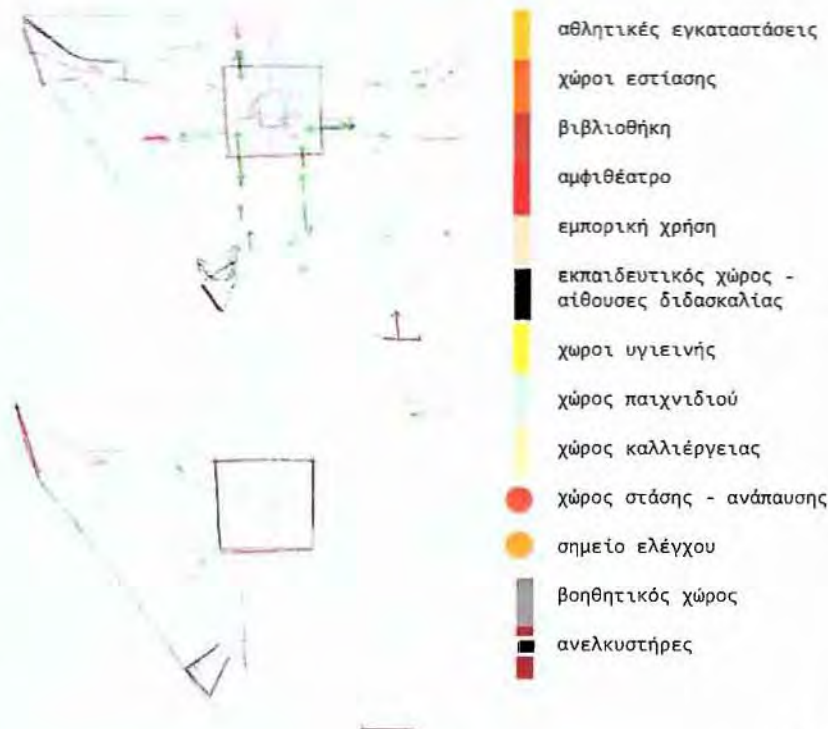 αθλητικές εγκαταστάσεις
χώροι εστίασης
βιβλιοθήκη
αμφιθέατρο
εμπορική χρήση
εκπαιδευτικός χώρος -
αίθουσες διδασκαλίας
χωροι υγιεινής
χώρος παιχνιδιού
χώρος καλλιέργειας
χώρος στάσης - ανάπαυσης
σημείο ελέγχου
βοηθητικός χώρος
ανελκυστήρες